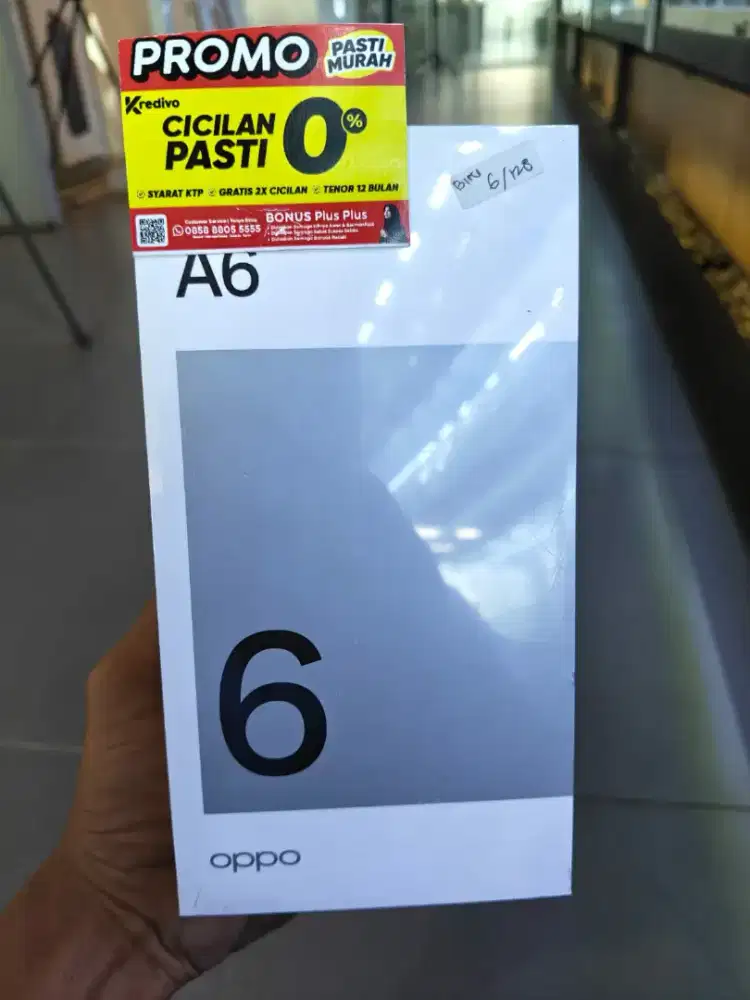 PROMO
PASTI
MURAH
Kredivo
CICILAN
PASTI 0%
SYARAT KTP GRATIS 2X CICILAN TENOR 12 BULAN
BONUS Plus Plus
0858 8805 5555
Biru 6/128
A6
6
oppo